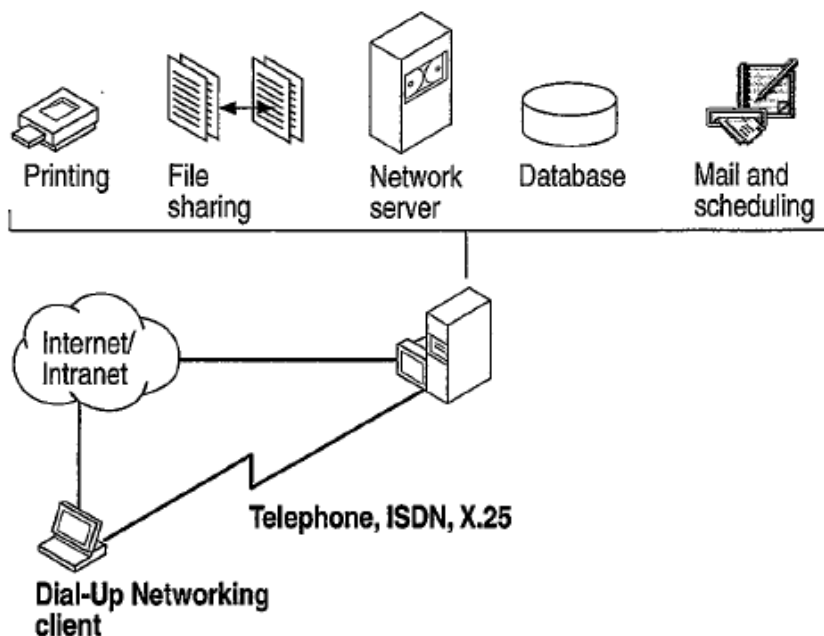 Printing
File
sharing
Network
server
Database
Mail and
scheduling
Internet/
Intranet
Telephone, ISDN, X.25
Dial-Up Networking
client